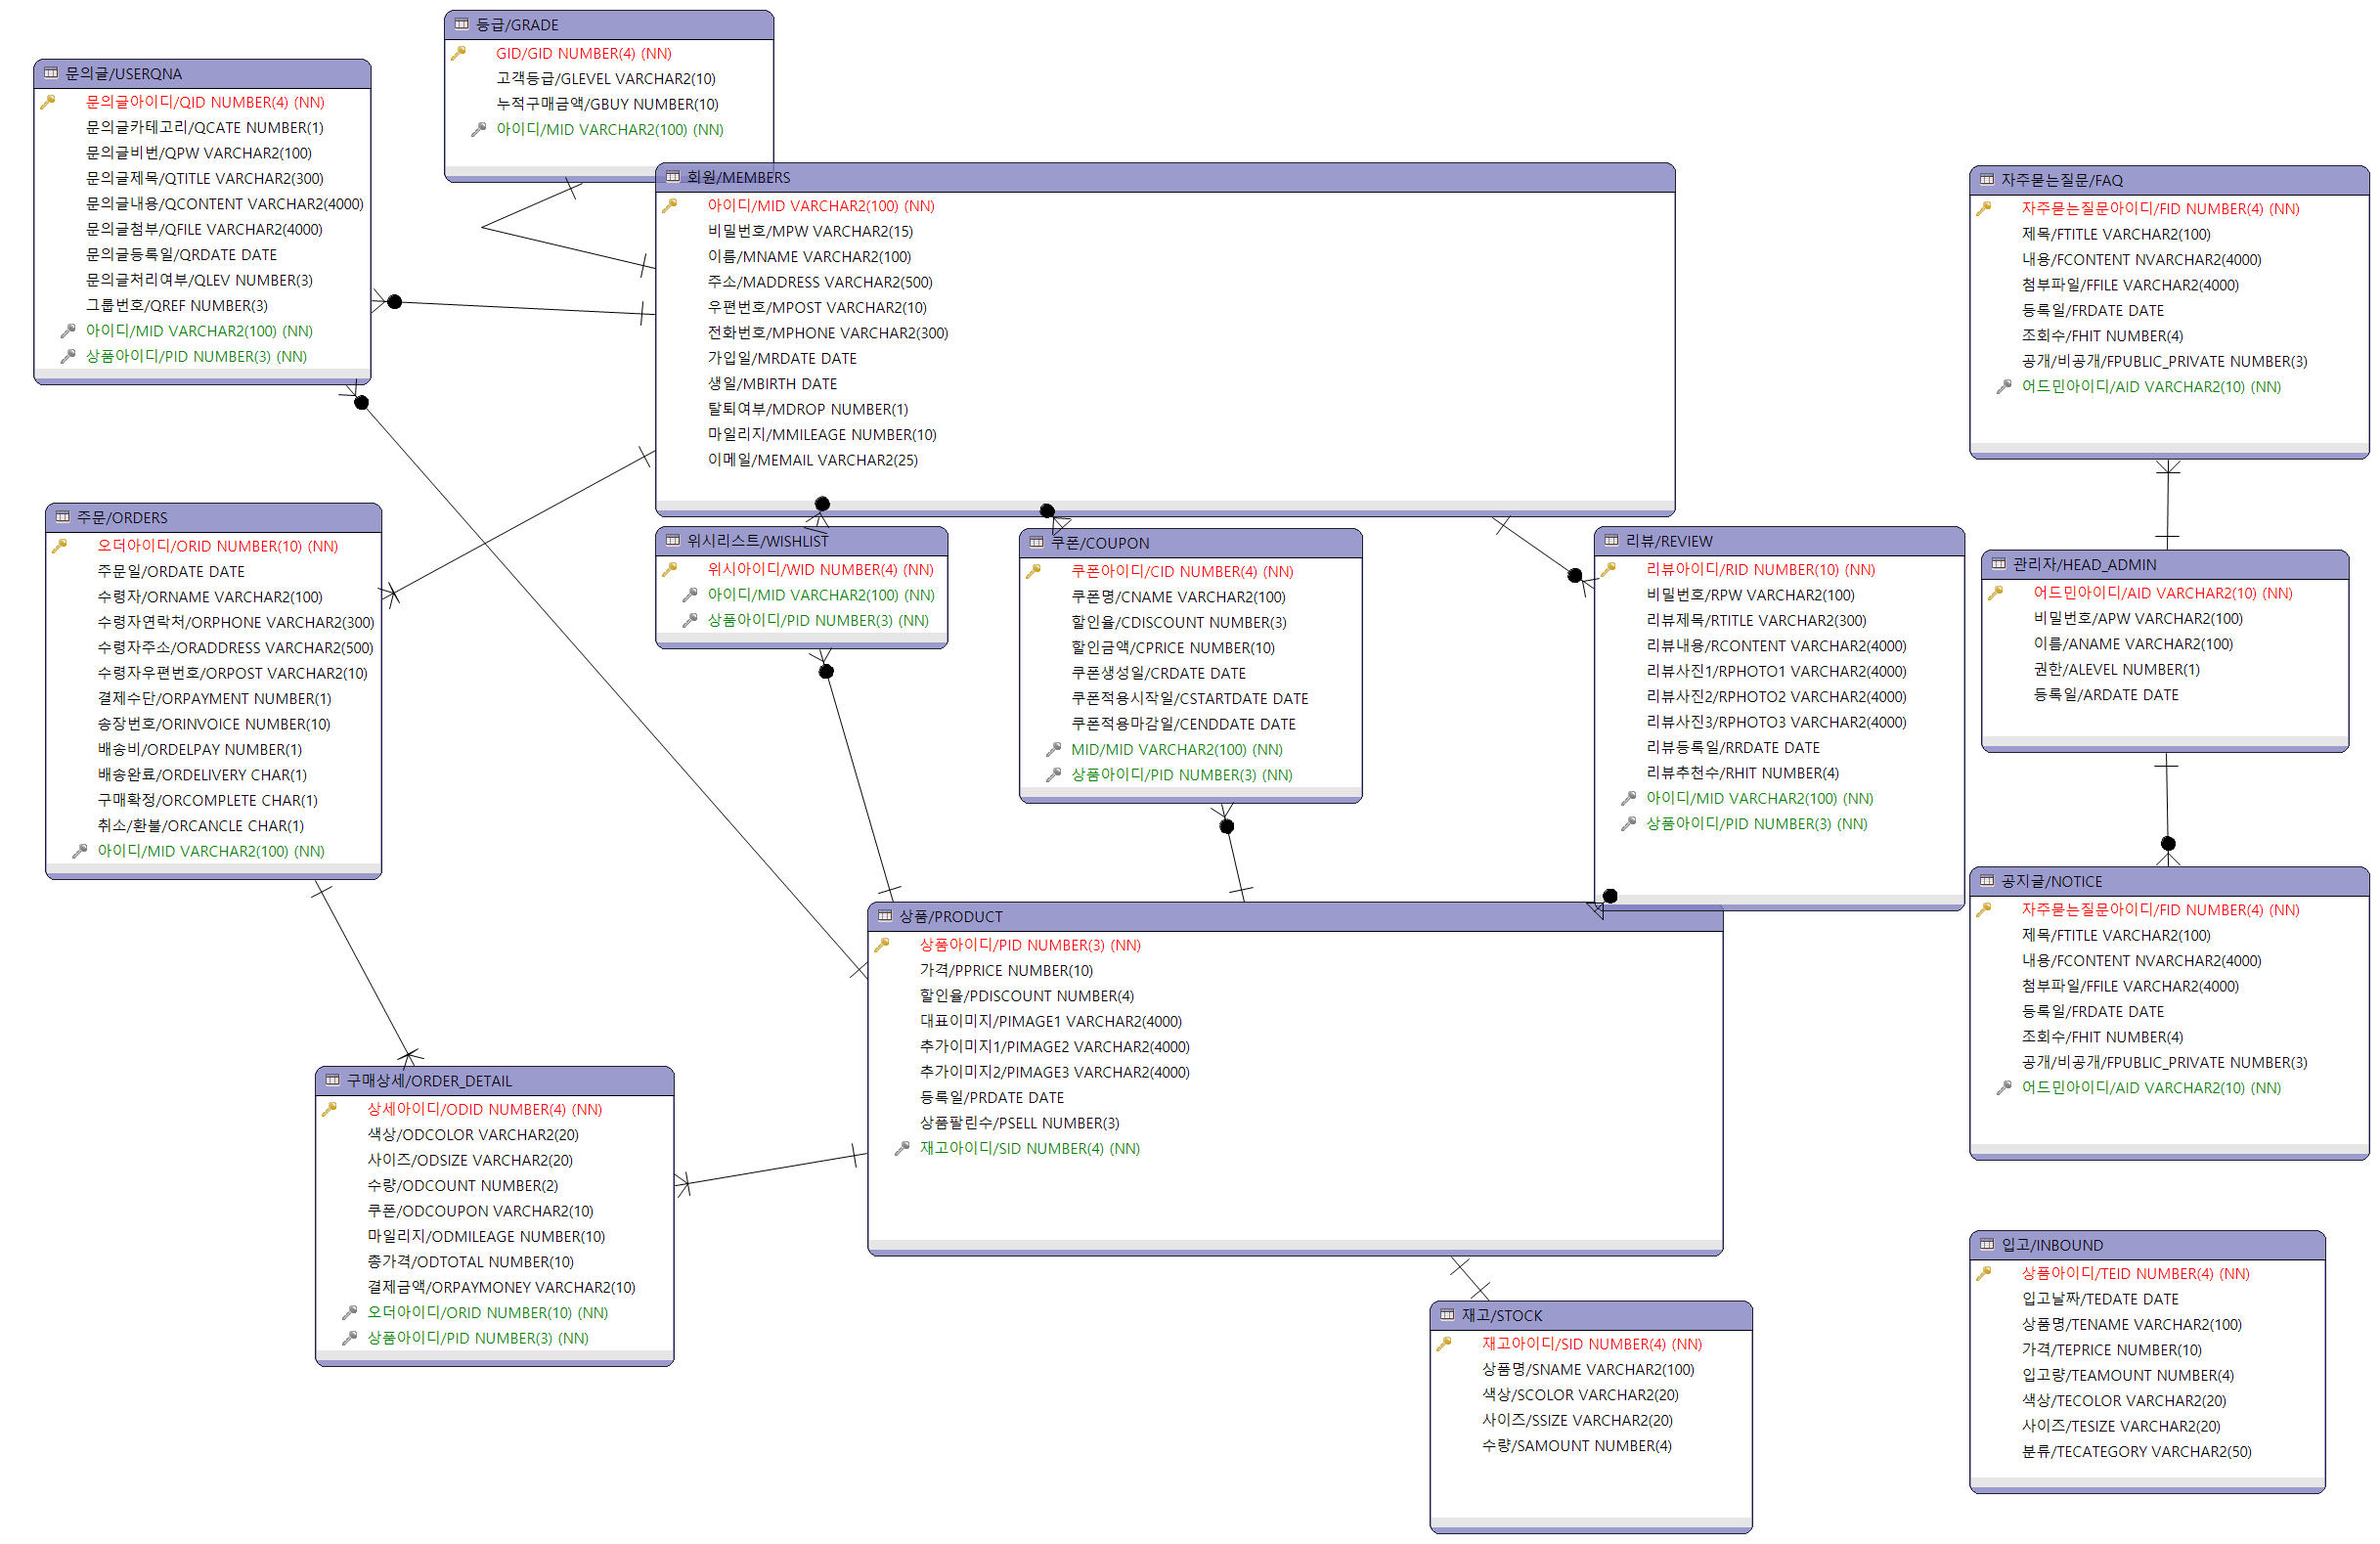 등급/GRADE
GID/GID NUMBER(4) (NN)
고객등급/GLEVEL VARCHAR2(10)
누적구매금액/GBUY NUMBER(10)
아이디/MID VARCHAR2(100) (NN)
문의글/USERQNA
문의글아이디/QID NUMBER(4) (NN)
문의글카테고리/QCATE NUMBER(1)
문의글비번/QPW VARCHAR2(100)
문의글제목/QTITLE VARCHAR2(300)
문의글내용/QCONTENT VARCHAR2(4000)
문의글첨부/QFILE VARCHAR2(4000)
문의글등록일/QRDATE DATE
문의글처리여부/QLEV NUMBER(3)
그룹번호/QREF NUMBER(3)
아이디/MID VARCHAR2(100) (NN)
상품아이디/PID NUMBER(3) (NN)
회원/MEMBERS
아이디/MID VARCHAR2(100) (NN)
비밀번호/MPW VARCHAR2(15)
이름/MNAME VARCHAR2(100)
주소/MADDRESS VARCHAR2(500)
우편번호/MPOST VARCHAR2(10)
전화번호/MPHONE VARCHAR2(300)
가입일/MRDATE DATE
생일/MBIRTH DATE
탈퇴여부/MDROP NUMBER(1)
마일리지/MMILEAGE NUMBER(10)
이메일/MEMAIL VARCHAR2(25)
자주묻는질문/FAQ
자주묻는질문아이디/FID NUMBER(4) (NN)
제목/FTITLE VARCHAR2(100)
내용/FCONTENT NVARCHAR2(4000)
첨부파일/FFILE VARCHAR2(4000)
등록일/FRDATE DATE
조회수/FHIT NUMBER(4)
공개/비공개/FPUBLIC_PRIVATE NUMBER(3)
어드민아이디/AID VARCHAR2(10) (NN)
주문/ORDERS
오더아이디/ORID NUMBER(10) (NN)
주문일/ORDATE DATE
수령자/ORNAME VARCHAR2(100)
수령자연락처/ORPHONE VARCHAR2(300)
수령자주소/ORADDRESS VARCHAR2(500)
수령자우편번호/ORPOST VARCHAR2(10)
결제수단/ORPAYMENT NUMBER(1)
송장번호/ORINVOICE NUMBER(10)
배송비/ORDELPAY NUMBER(1)
배송완료/ORDELIVERY CHAR(1)
구매확정/ORCOMPLETE CHAR(1)
취소/환불/ORCANCLE CHAR(1)
아이디/MID VARCHAR2(100) (NN)
위시리스트/WISHLIST
위시아이디/WID NUMBER(4) (NN)
아이디/MID VARCHAR2(100) (NN)
상품아이디/PID NUMBER(3) (NN)
쿠폰/COUPON
쿠폰아이디/CID NUMBER(4) (NN)
쿠폰명/CNAME VARCHAR2(100)
할인율/CDISCOUNT NUMBER(3)
할인금액/CPRICE NUMBER(10)
쿠폰생성일/CRDATE DATE
쿠폰적용시작일/CSTARTDATE DATE
쿠폰적용마감일/CENDDATE DATE
MID/MID VARCHAR2(100) (NN)
상품아이디/PID NUMBER(3) (NN)
리뷰/REVIEW
리뷰아이디/RID NUMBER(10) (NN)
비밀번호/RPW VARCHAR2(100)
리뷰제목/RTITLE VARCHAR2(300)
리뷰내용/RCONTENT VARCHAR2(4000)
리뷰사진1/RPHOTO1 VARCHAR2(4000)
리뷰사진2/RPHOTO2 VARCHAR2(4000)
리뷰사진3/RPHOTO3 VARCHAR2(4000)
리뷰등록일/RRDATE DATE
리뷰추천수/RHIT NUMBER(4)
아이디/MID VARCHAR2(100) (NN)
상품아이디/PID NUMBER(3) (NN)
관리자/HEAD_ADMIN
어드민아이디/AID VARCHAR2(10) (NN)
비밀번호/APW VARCHAR2(100)
이름/ANAME VARCHAR2(100)
권한/ALEVEL NUMBER(1)
등록일/ARDATE DATE
상품/PRODUCT
상품아이디/PID NUMBER(3) (NN)
가격/PPRICE NUMBER(10)
할인율/PDISCOUNT NUMBER(4)
대표이미지/PIMAGE1 VARCHAR2(4000)
추가이미지1/PIMAGE2 VARCHAR2(4000)
추가이미지2/PIMAGE3 VARCHAR2(4000)
등록일/PRDATE DATE
상품팔린수/PSELL NUMBER(3)
재고아이디/SID NUMBER(4) (NN)
공지글/NOTICE
자주묻는질문아이디/FID NUMBER(4) (NN)
제목/FTITLE VARCHAR2(100)
내용/FCONTENT NVARCHAR2(4000)
첨부파일/FFILE VARCHAR2(4000)
등록일/FRDATE DATE
조회수/FHIT NUMBER(4)
공개/비공개/FPUBLIC_PRIVATE NUMBER(3)
어드민아이디/AID VARCHAR2(10) (NN)
구매상세/ORDER_DETAIL
상세아이디/ODID NUMBER(4) (NN)
색상/ODCOLOR VARCHAR2(20)
사이즈/ODSIZE VARCHAR2(20)
수량/ODCOUNT NUMBER(2)
쿠폰/ODCOUPON VARCHAR2(10)
마일리지/ODMILEAGE NUMBER(10)
총가격/ODTOTAL NUMBER(10)
결제금액/ORPAYMONEY VARCHAR2(10)
오더아이디/ORID NUMBER(10) (NN)
상품아이디/PID NUMBER(3) (NN)
재고/STOCK
재고아이디/SID NUMBER(4) (NN)
상품명/SNAME VARCHAR2(100)
색상/SCOLOR VARCHAR2(20)
사이즈/SSIZE VARCHAR2(20)
수량/SAMOUNT NUMBER(4)
입고/INBOUND
상품아이디/TEID NUMBER(4) (NN)
입고날짜/TEDATE DATE
상품명/TENAME VARCHAR2(100)
가격/TEPRICE NUMBER(10)
입고량/TEAMOUNT NUMBER(4)
색상/TECOLOR VARCHAR2(20)
사이즈/TESIZE VARCHAR2(20)
분류/TECATEGORY VARCHAR2(50)